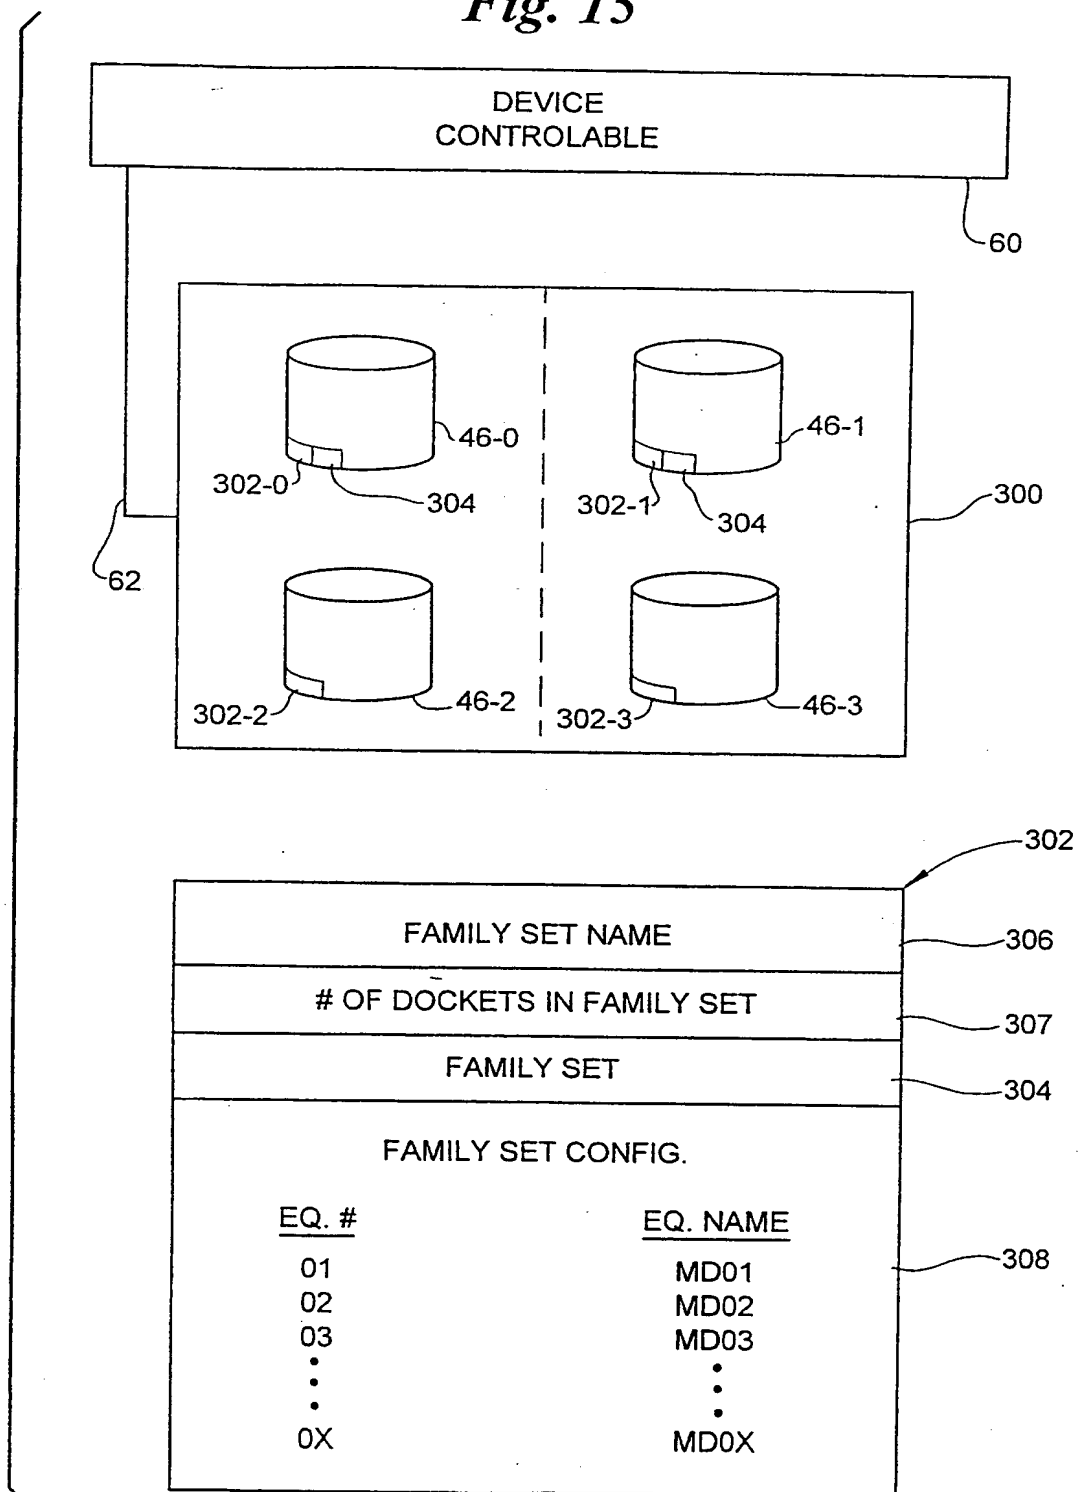 Fig. 15
DEVICE
CONTROLABLE
60
46-0
46-1
302-0
304
302-1
304
300
62
302-2
46-2
302-3
46-3
302
FAMILY SET NAME
306
# OF DOCKETS IN FAMILY SET
307
FAMILY SET
304
FAMILY SET CONFIG.
EQ. # EQ. NAME
308
01 MD01
02 MD02
03 MD03
0X MD0X